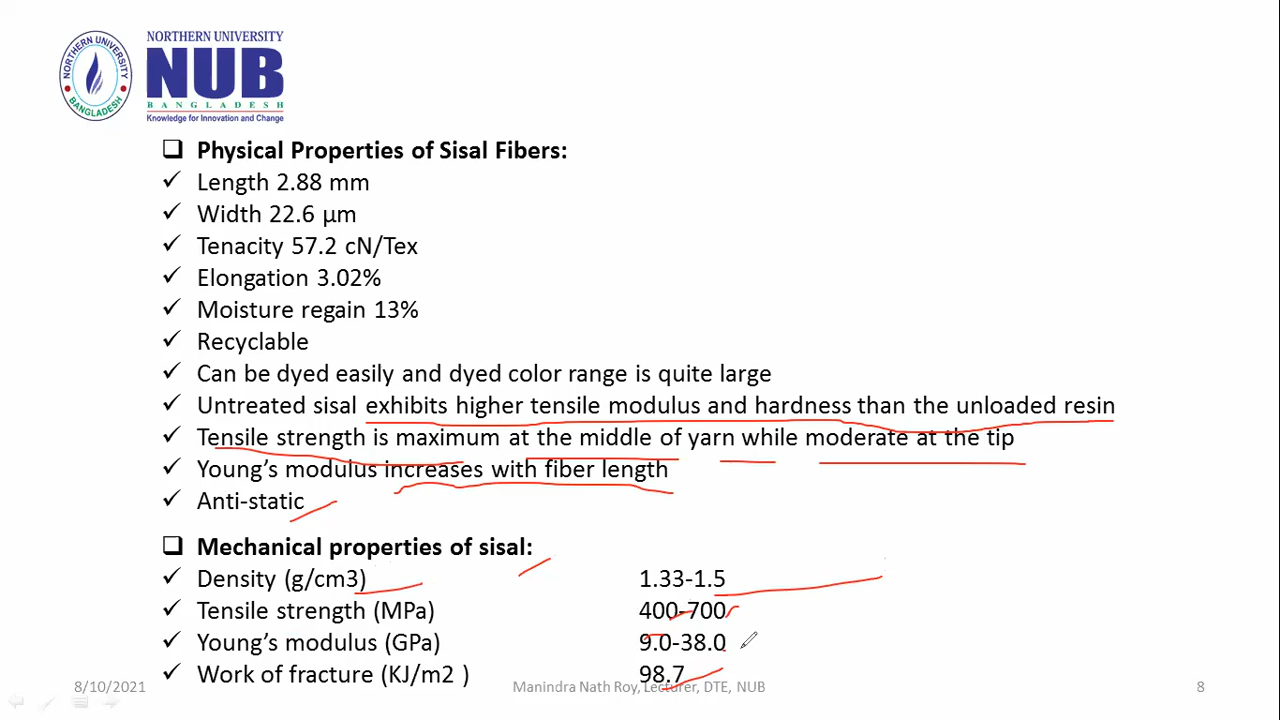 NORTHERN UNIVERSITY
NUB
BANGLADESH
Knowledge for Innovation and Change
NORTHERN UNIVERSITY
BANGLADESH
Physical Properties of Sisal Fibers:
Length 2.88 mm
Width 22.6 μm
Tenacity 57.2 cN/Tex
Elongation 3.02%
Moisture regain 13%
Recyclable
Can be dyed easily and dyed color range is quite large
Untreated sisal exhibits higher tensile modulus and hardness than the unloaded resin
Tensile strength is maximum at the middle of yarn while moderate at the tip
Young's modulus increases with fiber length
Anti-static
Mechanical properties of sisal:
Density (g/cm3) 1.33-1.5
Tensile strength (MPa) 400-700
Young's modulus (GPa) 9.0-38.0
Work of fracture (KJ/m2 ) 98.7
8/10/2021 Manindra Nath Roy, Lecturer, DTE, NUB 8